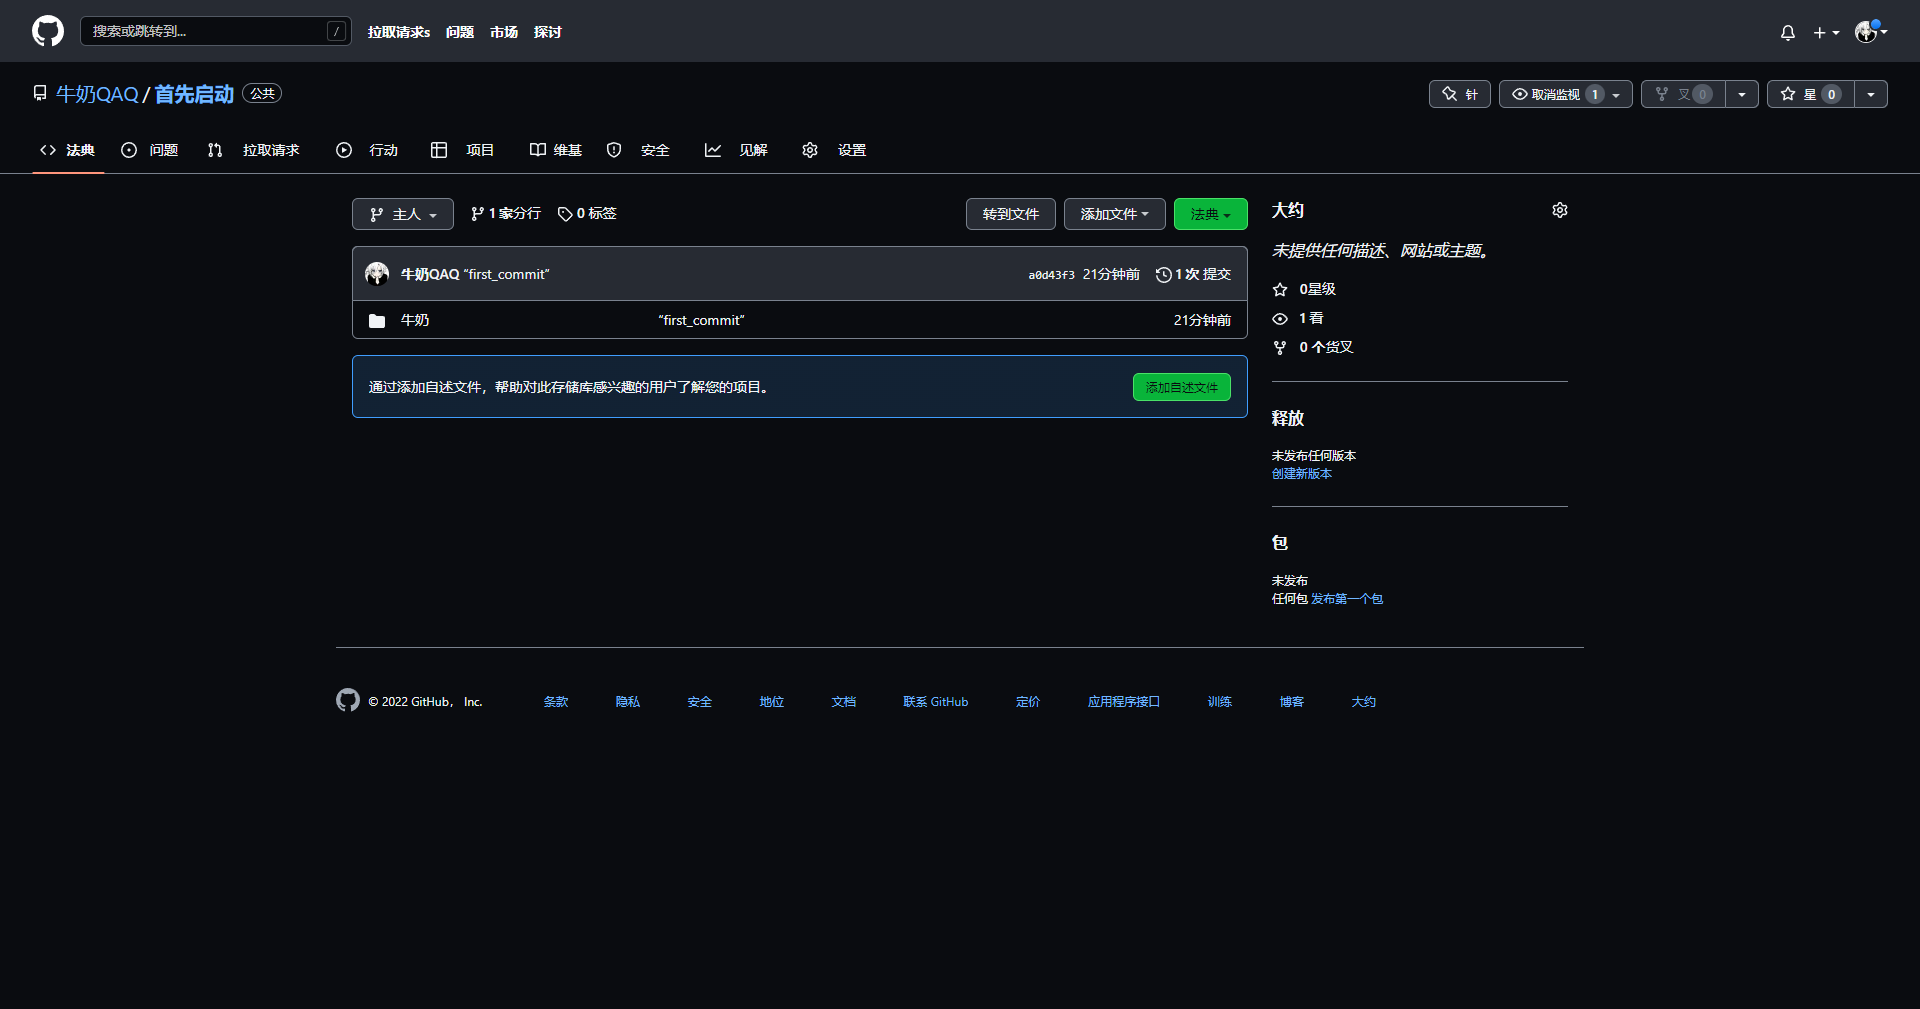 搜索或跳转到... / 拉取请求s 问题 市场 探讨
牛奶QAQ / 首先启动 公共 针 取消监视 1 叉 0 星 0
法典 问题 拉取请求 行动 项目 维基 安全 见解 设置
主人 1 家分行 0 标签 转到文件 添加文件 法典
牛奶QAQ “first_commit” a0d43f3 21分钟前 1 次 提交
牛奶 “first_commit” 21分钟前
通过添加自述文件，帮助对此存储库感兴趣的用户了解您的项目。 添加自述文件
大约
未提供任何描述、网站或主题。
0星级
1 看
0 个货叉
释放
未发布任何版本
创建新版本
包
未发布
任何包 发布第一个包
© 2022 GitHub， Inc. 条款 隐私 安全 地位 文档 联系 GitHub 定价 应用程序接口 训练 博客 大约